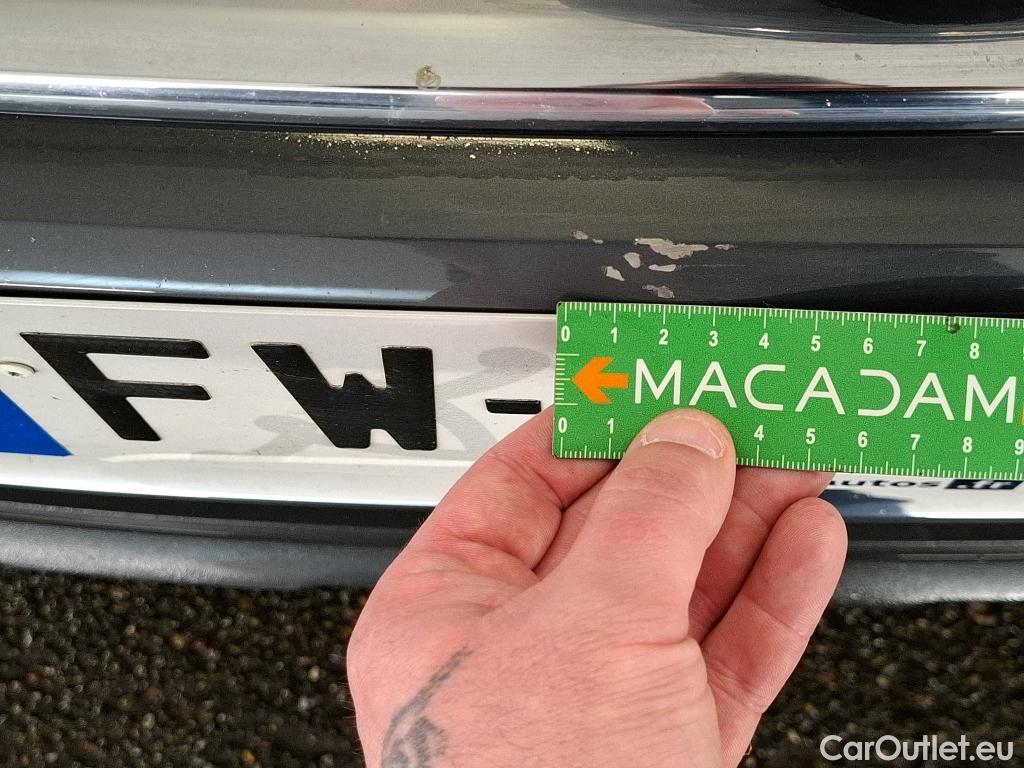 FW-
0 1 2 3 4 5 6 7 8
MACADAM
0 1 4 5 6 7 8 9
autos
CarOutlet.eu